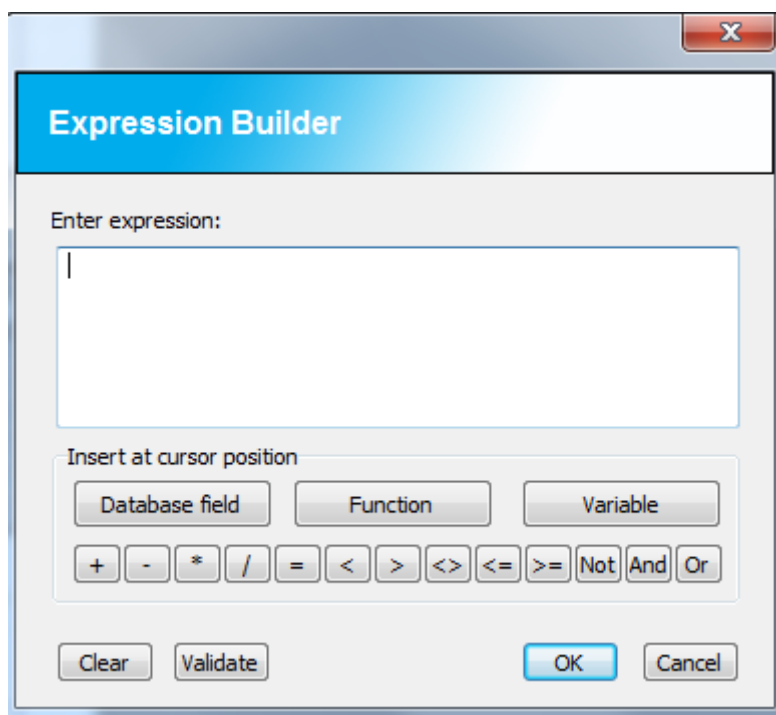 Expression Builder
Enter expression:
Insert at cursor position
Database field Function Variable
+ - * / = < > <> <= >= Not And Or
Clear Validate OK Cancel